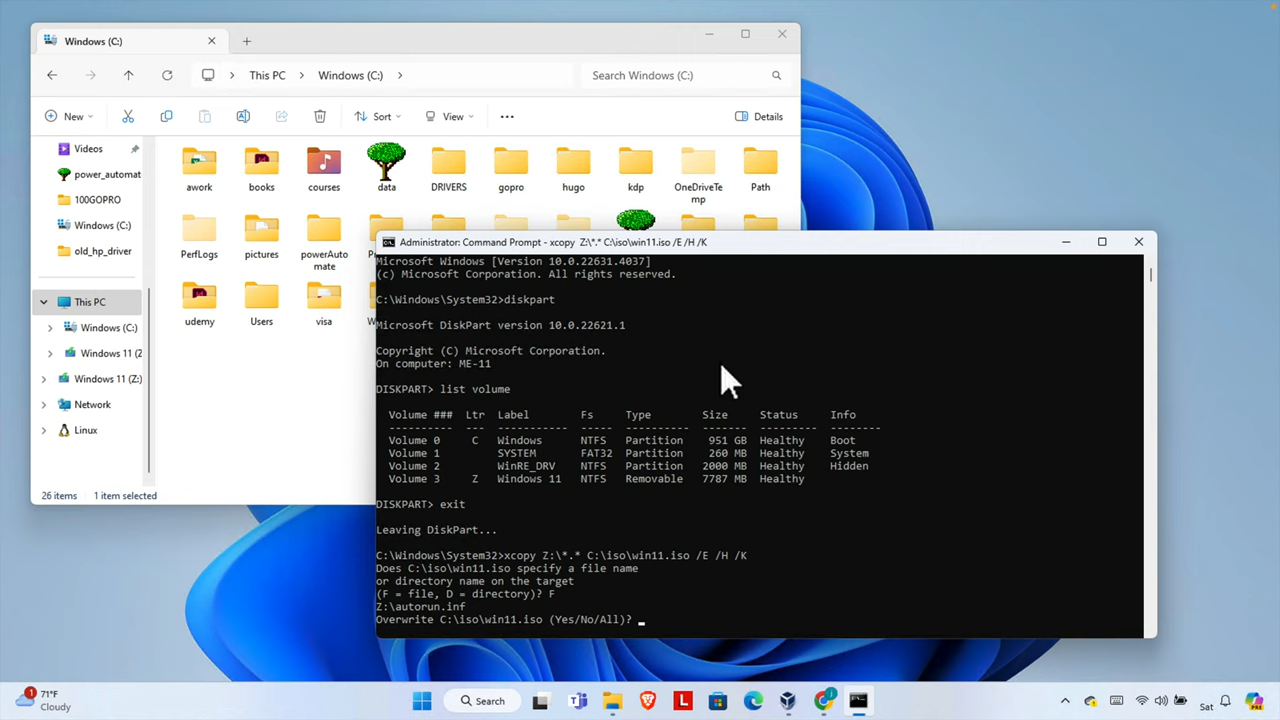 Windows (C:)
This PC
Windows (C:)
Search Windows (C:)
New
Sort
View
Details
Videos
power_automat
100GOPRO
Windows (C:)
old_hp_driver
This PC
Windows (C:)
Windows 11 (Z
Windows 11 (Z:)
Network
Linux
awork
books
courses
data
DRIVERS
gopro
hugo
kdp
OneDriveTe
mp
Path
PerfLogs
pictures
powerAuto
mate
udemy
Users
visa
26 items
1 item selected
Administrator: Command Prompt - xcopy Z:\*.* C:\iso\win11.iso /E /H /K
Microsoft Windows [Version 10.0.22631.4037]
(c) Microsoft Corporation. All rights reserved.
C:\Windows\System32>diskpart
Microsoft DiskPart version 10.0.22621.1
Copyright (C) Microsoft Corporation.
On computer: ME-11
DISKPART> list volume
Volume ### Ltr Label Fs Type Size Status Info
---------- --- ----------- ----- ---------- ------- --------- --------
Volume 0 C Windows NTFS Partition 951 GB Healthy Boot
Volume 1 SYSTEM FAT32 Partition 260 MB Healthy System
Volume 2 WinRE_DRV NTFS Partition 2000 MB Healthy Hidden
Volume 3 Z Windows 11 NTFS Removable 7787 MB Healthy
DISKPART> exit
Leaving DiskPart...
C:\Windows\System32>xcopy Z:\*.* C:\iso\win11.iso /E /H /K
Does C:\iso\win11.iso specify a file name
or directory name on the target
(F = file, D = directory)? F
Z:\autorun.inf
Overwrite C:\iso\win11.iso (Yes/No/All)? _
1
71°F
Cloudy
Search
Sat